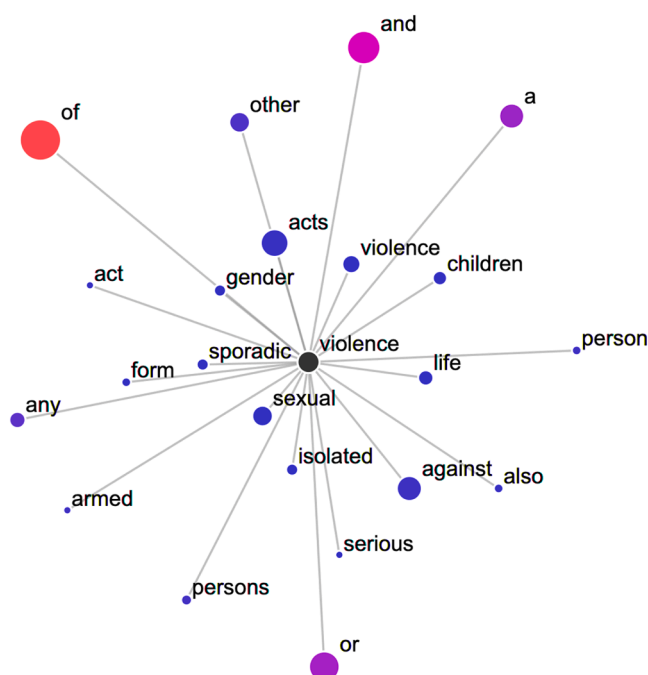 and
a
other
of
acts
violence
children
act
gender
violence
person
sporadic
life
form
sexual
any
isolated
against
also
armed
serious
persons
or